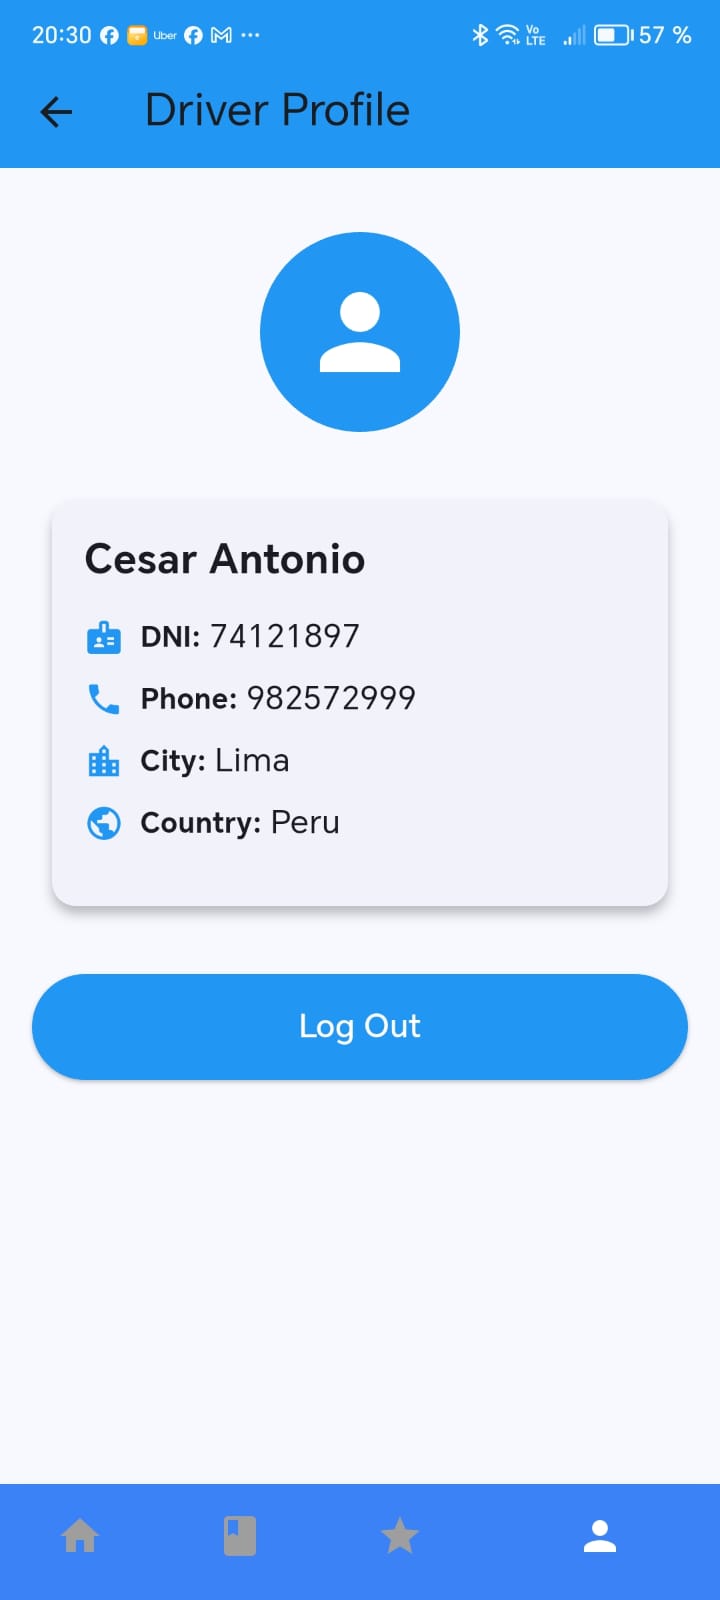 20:30 Uber Vo LTE 57 %
Driver Profile
Cesar Antonio
DNI: 74121897
Phone: 982572999
City: Lima
Country: Peru
Log Out